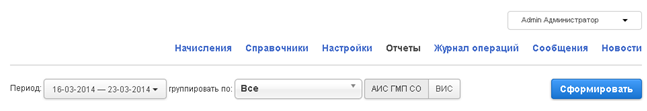 Admin Администратор
Начисления Справочники Настройки Отчеты Журнал операций Сообщения Новости
Период: 16-03-2014 — 23-03-2014 группировать по: Все АИС ГМП СО ВИС Сформировать